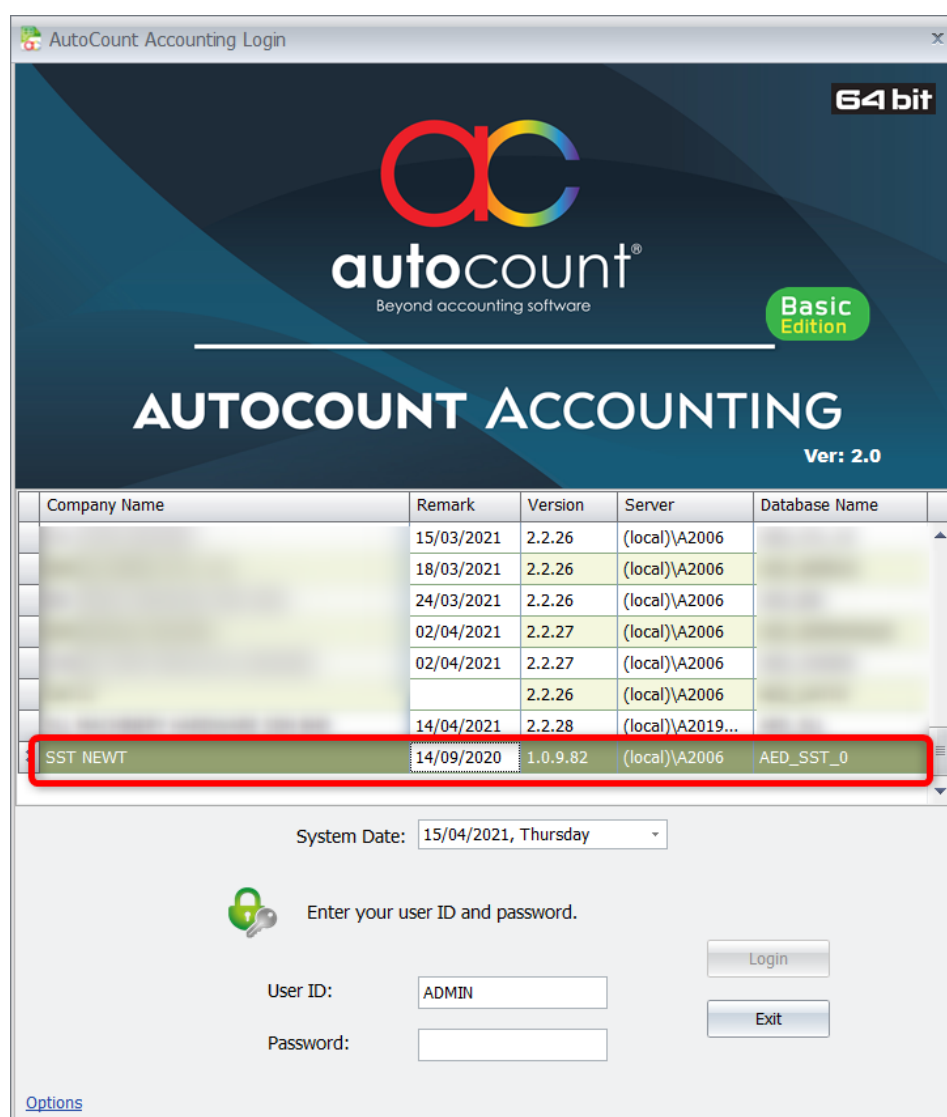 AutoCount Accounting Login x
64 bit
ac
autocount®
Beyond accounting software
Basic
Edition
AUTOCOUNT ACCOUNTING
Ver: 2.0
Company Name Remark Version Server Database Name
15/03/2021 2.2.26 (local)\A2006
18/03/2021 2.2.26 (local)\A2006
24/03/2021 2.2.26 (local)\A2006
02/04/2021 2.2.27 (local)\A2006
02/04/2021 2.2.27 (local)\A2006
2.2.26 (local)\A2006
14/04/2021 2.2.28 (local)\A2019...
SST NEWT 14/09/2020 1.0.9.82 (local)\A2006 AED_SST_0
System Date: 15/04/2021, Thursday
Enter your user ID and password.
Login
User ID: ADMIN
Exit
Password:
Options